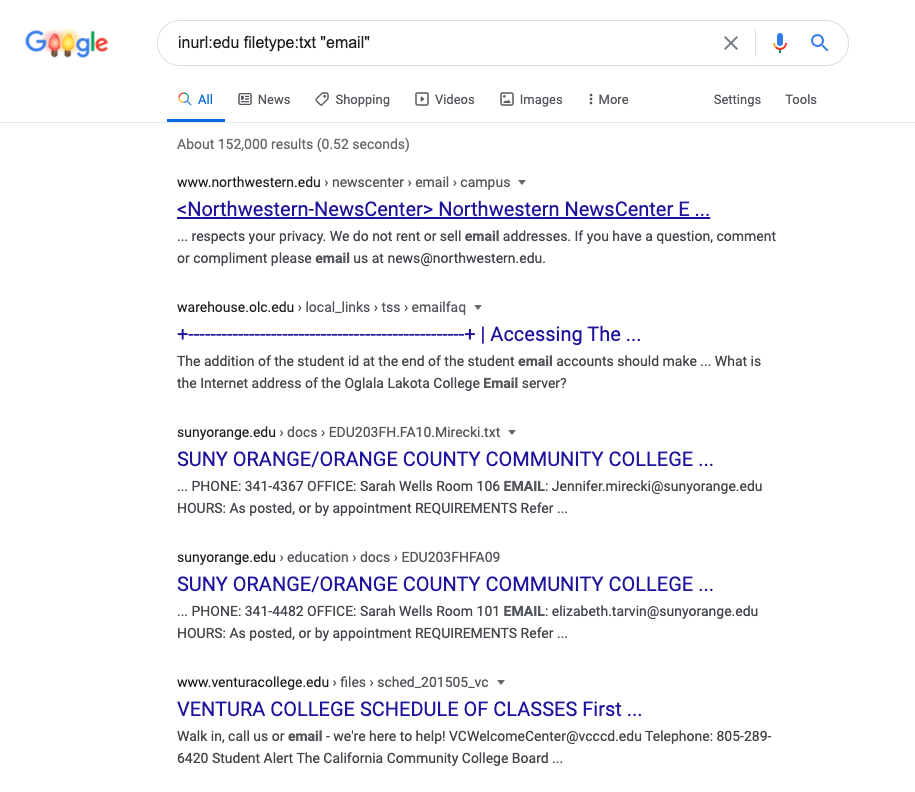 Google
inurl:edu filetype:txt "email"
All News Shopping Videos Images More Settings Tools
About 152,000 results (0.52 seconds)
www.northwestern.edu › newscenter › email › campus
<Northwestern-NewsCenter> Northwestern NewsCenter E ...
... respects your privacy. We do not rent or sell email addresses. If you have a question, comment
or compliment please email us at news@northwestern.edu.
warehouse.olc.edu › local_links › tss › emailfaq
+--------------------------------------------------+ | Accessing The ...
The addition of the student id at the end of the student email accounts should make ... What is
the Internet address of the Oglala Lakota College Email server?
sunyorange.edu › docs › EDU203FH.FA10.Mirecki.txt
SUNY ORANGE/ORANGE COUNTY COMMUNITY COLLEGE ...
... PHONE: 341-4367 OFFICE: Sarah Wells Room 106 EMAIL: Jennifer.mirecki@sunyorange.edu
HOURS: As posted, or by appointment REQUIREMENTS Refer ...
sunyorange.edu › education › docs › EDU203FHFA09
SUNY ORANGE/ORANGE COUNTY COMMUNITY COLLEGE ...
... PHONE: 341-4482 OFFICE: Sarah Wells Room 101 EMAIL: elizabeth.tarvin@sunyorange.edu
HOURS: As posted, or by appointment REQUIREMENTS Refer ...
www.venturacollege.edu › files › sched_201505_vc
VENTURA COLLEGE SCHEDULE OF CLASSES First ...
Walk in, call us or email - we're here to help! VCWelcomeCenter@vcccd.edu Telephone: 805-289-
6420 Student Alert The California Community College Board ...